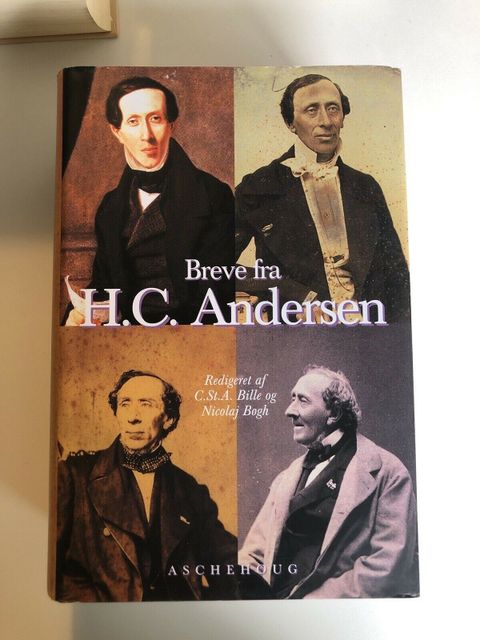 Breve fra
H.C. Andersen
Redigeret af
C.St.A. Bille og
Nicolaj Bøgh
ASCHEHOUG